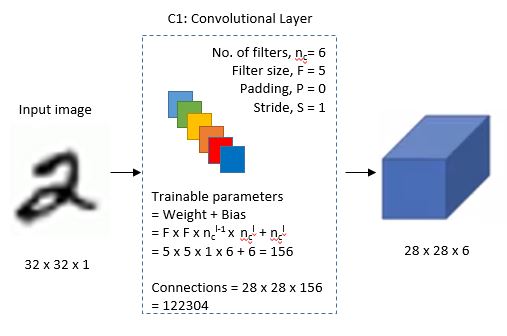 C1: Convolutional Layer
No. of filters, n_c = 6
Filter size, F = 5
Padding, P = 0
Stride, S = 1
Input image
2
32 x 32 x 1
Trainable parameters
= Weight + Bias
= F x F x n_c^l-1 x n_c^l + n_c^l
= 5 x 5 x 1 x 6 + 6 = 156
Connections = 28 x 28 x 156
= 122304
28 x 28 x 6